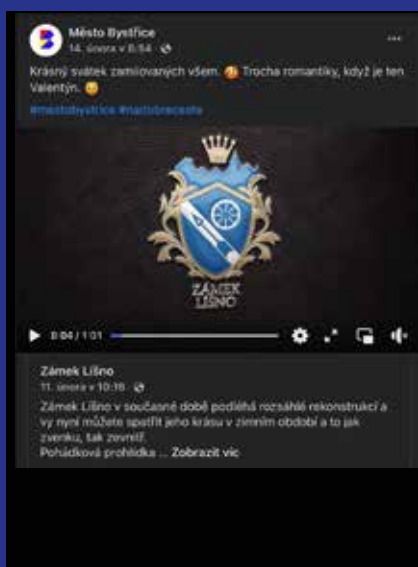 Město Bystřice
14. února v 8:54
Krásný svátek zamilovaných všem. Trocha romantiky, když je ten
Valentýn.
#mestobystrice #nadobreceste
ZÁMEK
LÍŠNO
0:04 / 1:01
Zámek Líšno
11. února v 10:16
Zámek Líšno v současné době podléhá rozsáhlé rekonstrukci a
vy nyní můžete spatřit jeho krásu v zimním období a to jak
zvenku, tak zevnitř.
Pohádková prohlídka ... Zobrazit víc